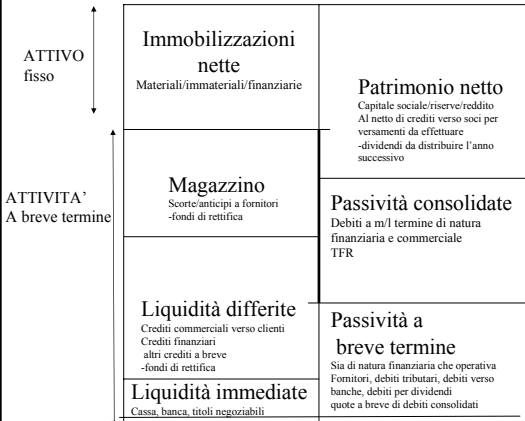 ATTIVO
fisso
Immobilizzazioni
nette
Materiali/immateriali/finanziarie
ATTIVITA'
A breve termine
Magazzino
Scorte/anticipi a fornitori
-fondi di rettifica
Liquidità differite
Crediti commerciali verso clienti
Crediti finanziari
altri crediti a breve
-fondi di rettifica
Liquidità immediate
Cassa, banca, titoli negoziabili
Patrimonio netto
Capitale sociale/riserve/reddito
Al netto di crediti verso soci per
versamenti da effettuare
-dividendi da distribuire l'anno
successivo
Passività consolidate
Debiti a m/l termine di natura
finanziaria e commerciale
TFR
Passività a
breve termine
Sia di natura finanziaria che operativa
Fornitori, debiti tributari, debiti verso
banche, debiti per dividendi
quote a breve di debiti consolidati